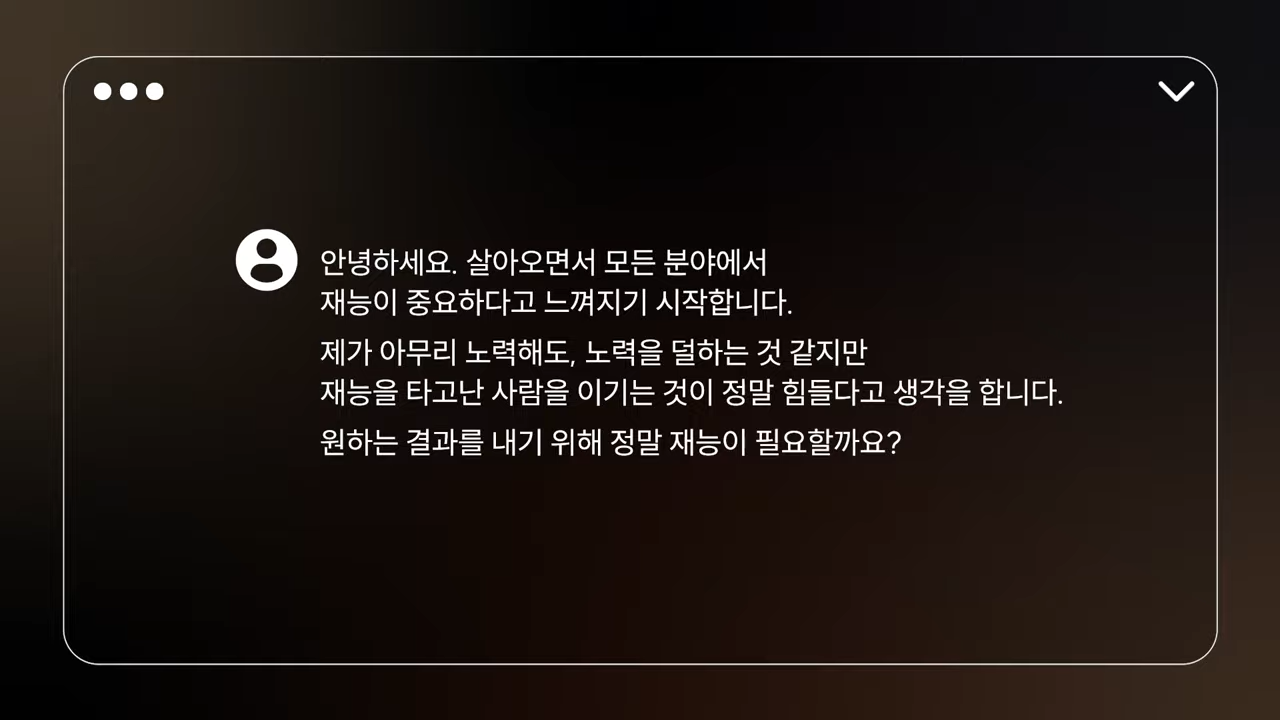 안녕하세요. 살아오면서 모든 분야에서
재능이 중요하다고 느껴지기 시작합니다.
제가 아무리 노력해도, 노력을 덜하는 것 같지만
재능을 타고난 사람을 이기는 것이 정말 힘들다고 생각을 합니다.
원하는 결과를 내기 위해 정말 재능이 필요할까요?